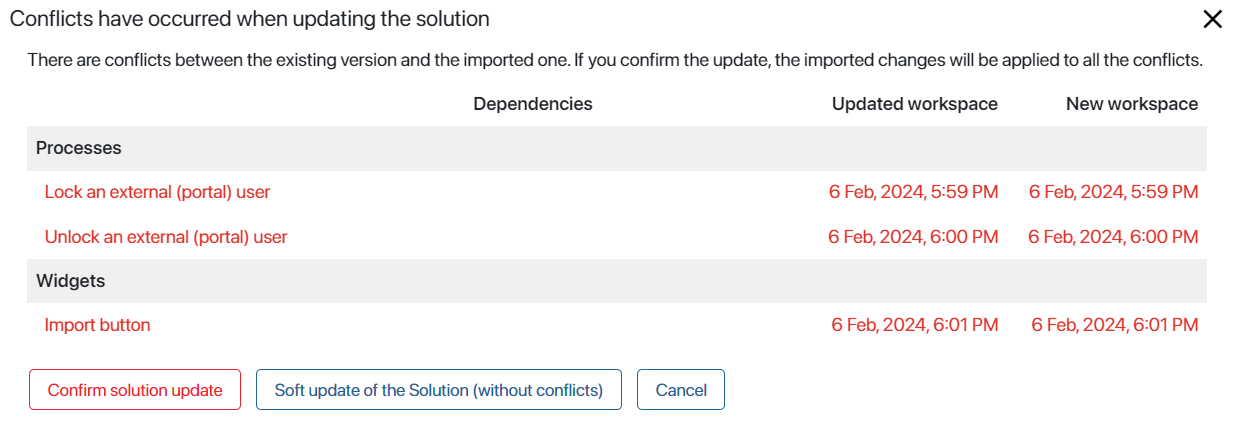 Conflicts have occurred when updating the solution
There are conflicts between the existing version and the imported one. If you confirm the update, the imported changes will be applied to all the conflicts.
Dependencies Updated workspace New workspace
Processes
Lock an external (portal) user 6 Feb, 2024, 5:59 PM 6 Feb, 2024, 5:59 PM
Unlock an external (portal) user 6 Feb, 2024, 6:00 PM 6 Feb, 2024, 6:00 PM
Widgets
Import button 6 Feb, 2024, 6:01 PM 6 Feb, 2024, 6:01 PM
Confirm solution update Soft update of the Solution (without conflicts) Cancel